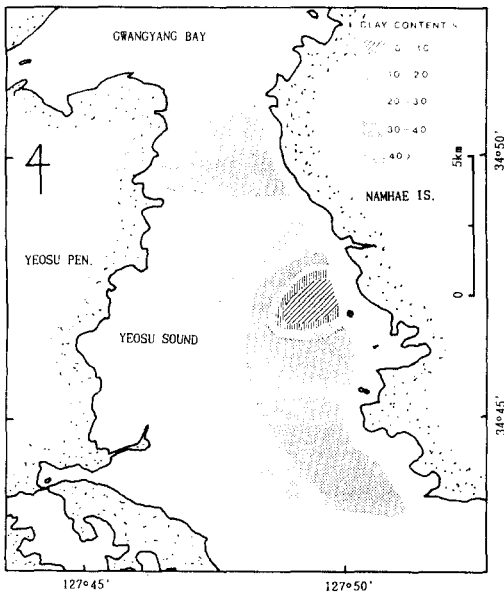 GWANGYANG BAY
CLAY CONTENT %
0 - 10
10 - 20
20 - 30
30 - 40
40 >
5km
0
34°50'
NAMHAE IS.
YEOSU PEN.
YEOSU SOUND
34°45'
127°45'
127°50'